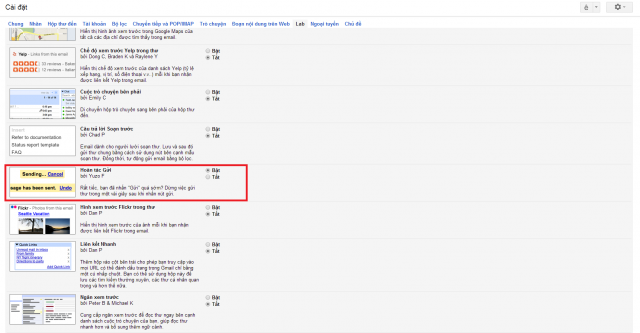 Cài đặt
Chung Nhãn Hộp thư đến Tài khoản Bộ lọc Chuyển tiếp và POP/IMAP Trò chuyện Đoạn nội dung trên Web Lab Ngoại tuyến Chủ đề
Hiển thị hình ảnh xem trước trong Google Maps của
tất cả các địa chỉ được tìm thấy trong email.
Yelp - Links from this email
Chế độ xem trước Yelp trong thư
bởi Dong C, Braden K và Raylene Y
Hiển thị chế độ xem trước của danh sách Yelp (tỷ lệ
xếp hạng, vị trí, số điện thoại v.v..) mỗi khi bạn nhận
được liên kết Yelp trong email.
Bật
Tắt
Cuộc trò chuyện bên phải
bởi Emily C
Di chuyển hộp trò chuyện sang bên phải của hộp thư
đến.
Bật
Tắt
Refer to documentation
Status report template
FAQ:
Câu trả lời Soạn trước
bởi Chad P
Email dành cho người lười soạn thư. Lưu và sau đó
gửi thư chung bằng cách sử dụng nút bên cạnh mẫu
soạn thư. Đồng thời, tự động gửi email bằng bộ lọc.
Bật
Tắt
Sending... Cancel
sage has been sent. Undo
Hoàn tác Gửi
bởi Yuzo F
Rất tiếc, bạn đã nhấn "Gửi" quá sớm? Dừng việc gửi
thư trong một vài giây sau khi nhấn nút gửi.
Bật
Tắt
Flickr - Photos from this email
Seattle Vacation
Hình xem trước Flickr trong thư
bởi Dan P
Hiển thị hình xem trước của ảnh mỗi khi bạn nhận
được liên kết Flickr trong email.
Bật
Tắt
Quick Links
Add Quick Link
Liên kết Nhanh
bởi Dan P
Thêm hộp vào cột bên trái cho phép bạn truy cập vào
mọi URL có thể đánh dấu trang trong Gmail chỉ bằng
một cú nhấp chuột. Bạn có thể sử dụng hộp này để
lưu các tìm kiếm thường xuyên, các thư cá nhân quan
trọng và hơn thế nữa.
Bật
Tắt
Ngăn xem trước
bởi Peter B & Michael K
Cung cấp ngăn xem trước để đọc thư ngay bên cạnh
danh sách cuộc trò chuyện của bạn, giúp đọc thư
nhanh hơn và bổ sung thêm ngữ cảnh.
Bật
Tắt